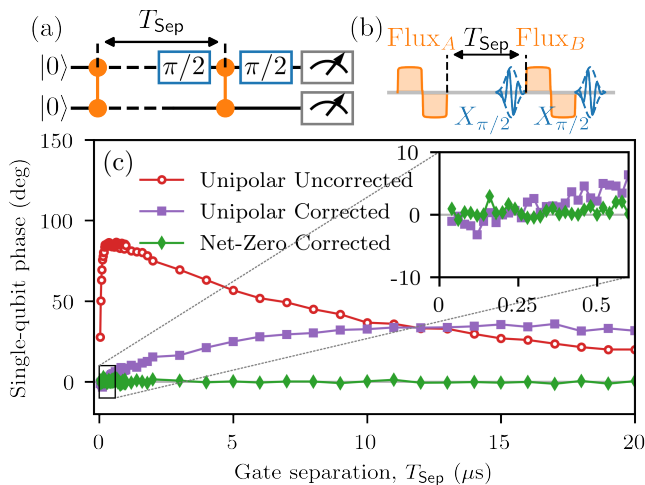 (a)
T_Sep
|0⟩
π/2
π/2
|0⟩
(b)
Flux_A
T_Sep
Flux_B
X_π/2
X_π/2
(c)
Unipolar Uncorrected
Unipolar Corrected
Net-Zero Corrected
Single-qubit phase (deg)
150
100
50
0
10
0
-10
0
0.25
0.5
0
5
10
15
20
Gate separation, T_Sep (μs)